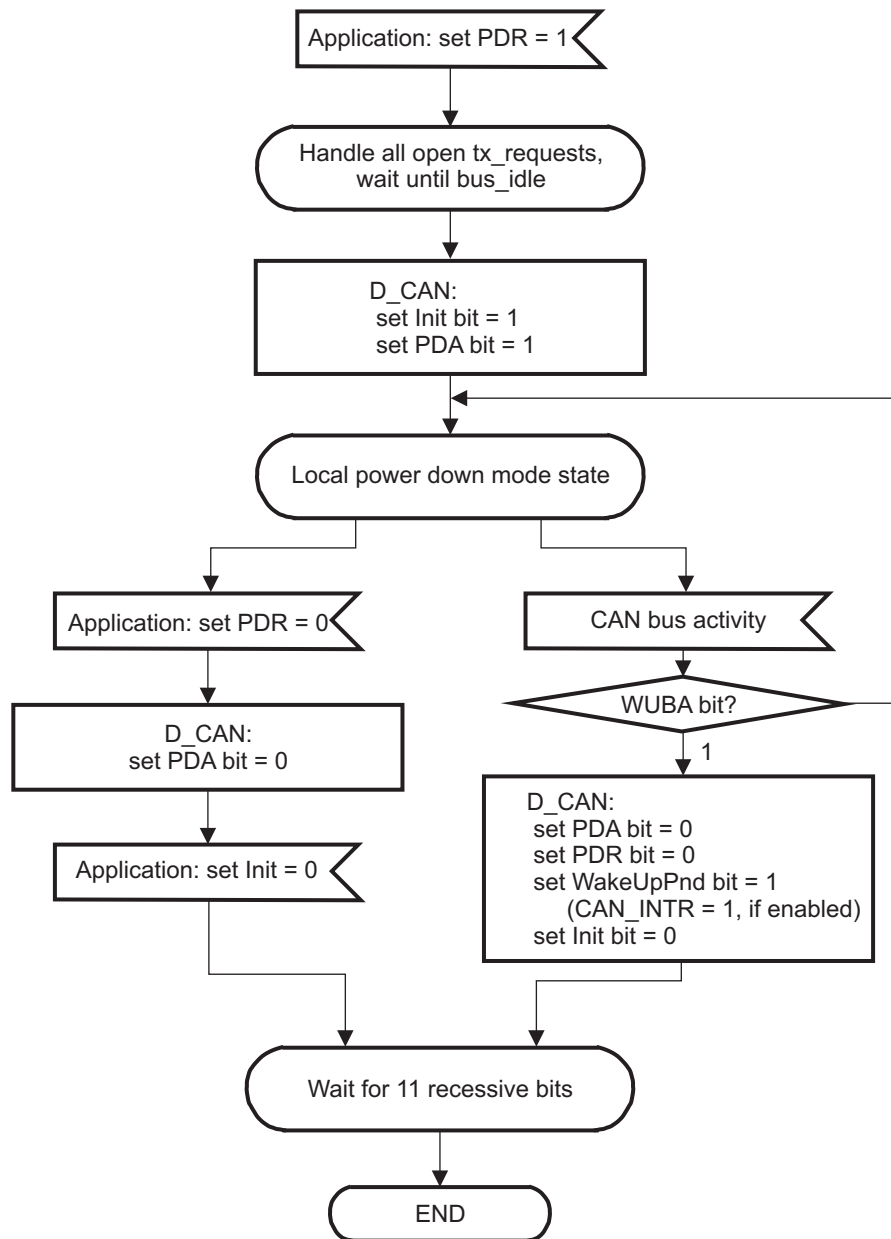 Application: set PDR = 1
Handle all open tx_requests,
wait until bus_idle
D_CAN:
set Init bit = 1
set PDA bit = 1
Local power down mode state
Application: set PDR = 0
CAN bus activity
WUBA bit?
D_CAN:
set PDA bit = 0
1
D_CAN:
set PDA bit = 0
set PDR bit = 0
set WakeUpPnd bit = 1
(CAN_INTR = 1, if enabled)
set Init bit = 0
Application: set Init = 0
Wait for 11 recessive bits
END